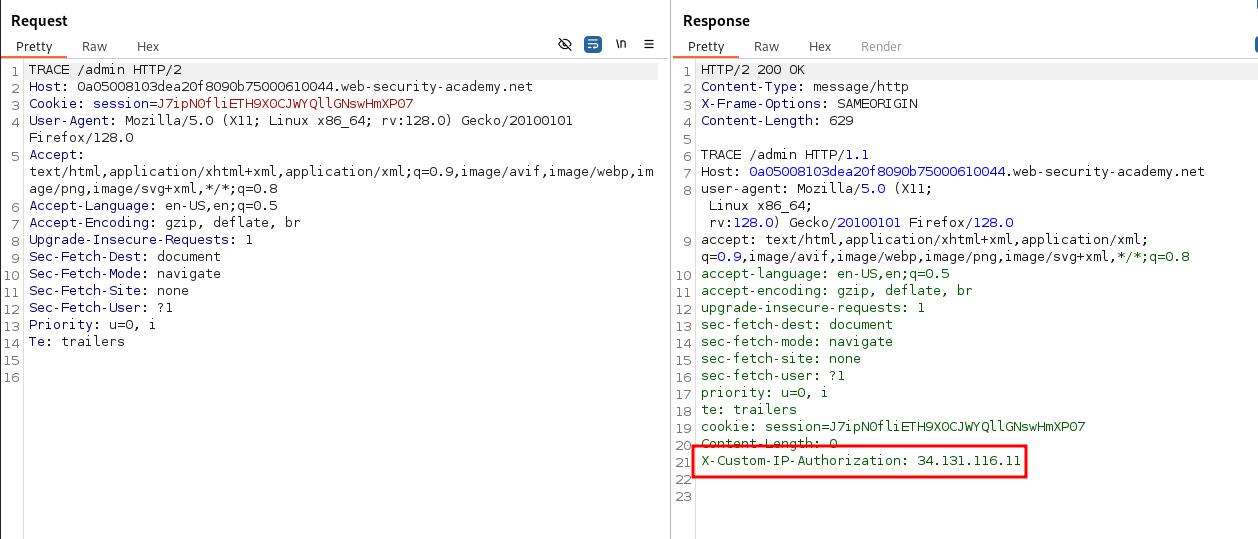 Request
Pretty Raw Hex
\n
1 TRACE /admin HTTP/2
2 Host: 0a05008103dea20f8090b75000610044.web-security-academy.net
3 Cookie: session=J7ipN0fliETH9X0CJWYQllGNswHmXP07
4 User-Agent: Mozilla/5.0 (X11; Linux x86_64; rv:128.0) Gecko/20100101
Firefox/128.0
5 Accept:
text/html,application/xhtml+xml,application/xml;q=0.9,image/avif,image/webp,im
age/png,image/svg+xml,*/*;q=0.8
6 Accept-Language: en-US,en;q=0.5
7 Accept-Encoding: gzip, deflate, br
8 Upgrade-Insecure-Requests: 1
9 Sec-Fetch-Dest: document
10 Sec-Fetch-Mode: navigate
11 Sec-Fetch-Site: none
12 Sec-Fetch-User: ?1
13 Priority: u=0, i
14 Te: trailers
15
16
Response
Pretty Raw Hex Render
1 HTTP/2 200 OK
2 Content-Type: message/http
3 X-Frame-Options: SAMEORIGIN
4 Content-Length: 629
5
6 TRACE /admin HTTP/1.1
7 Host: 0a05008103dea20f8090b75000610044.web-security-academy.net
8 user-agent: Mozilla/5.0 (X11;
Linux x86_64;
rv:128.0) Gecko/20100101 Firefox/128.0
9 accept: text/html,application/xhtml+xml,application/xml;
q=0.9,image/avif,image/webp,image/png,image/svg+xml,*/*;q=0.8
10 accept-language: en-US,en;q=0.5
11 accept-encoding: gzip, deflate, br
12 upgrade-insecure-requests: 1
13 sec-fetch-dest: document
14 sec-fetch-mode: navigate
15 sec-fetch-site: none
16 sec-fetch-user: ?1
17 priority: u=0, i
18 te: trailers
19 cookie: session=J7ipN0fliETH9X0CJWYQllGNswHmXP07
20 Content-Length: 0
21 X-Custom-IP-Authorization: 34.131.116.11
22
23